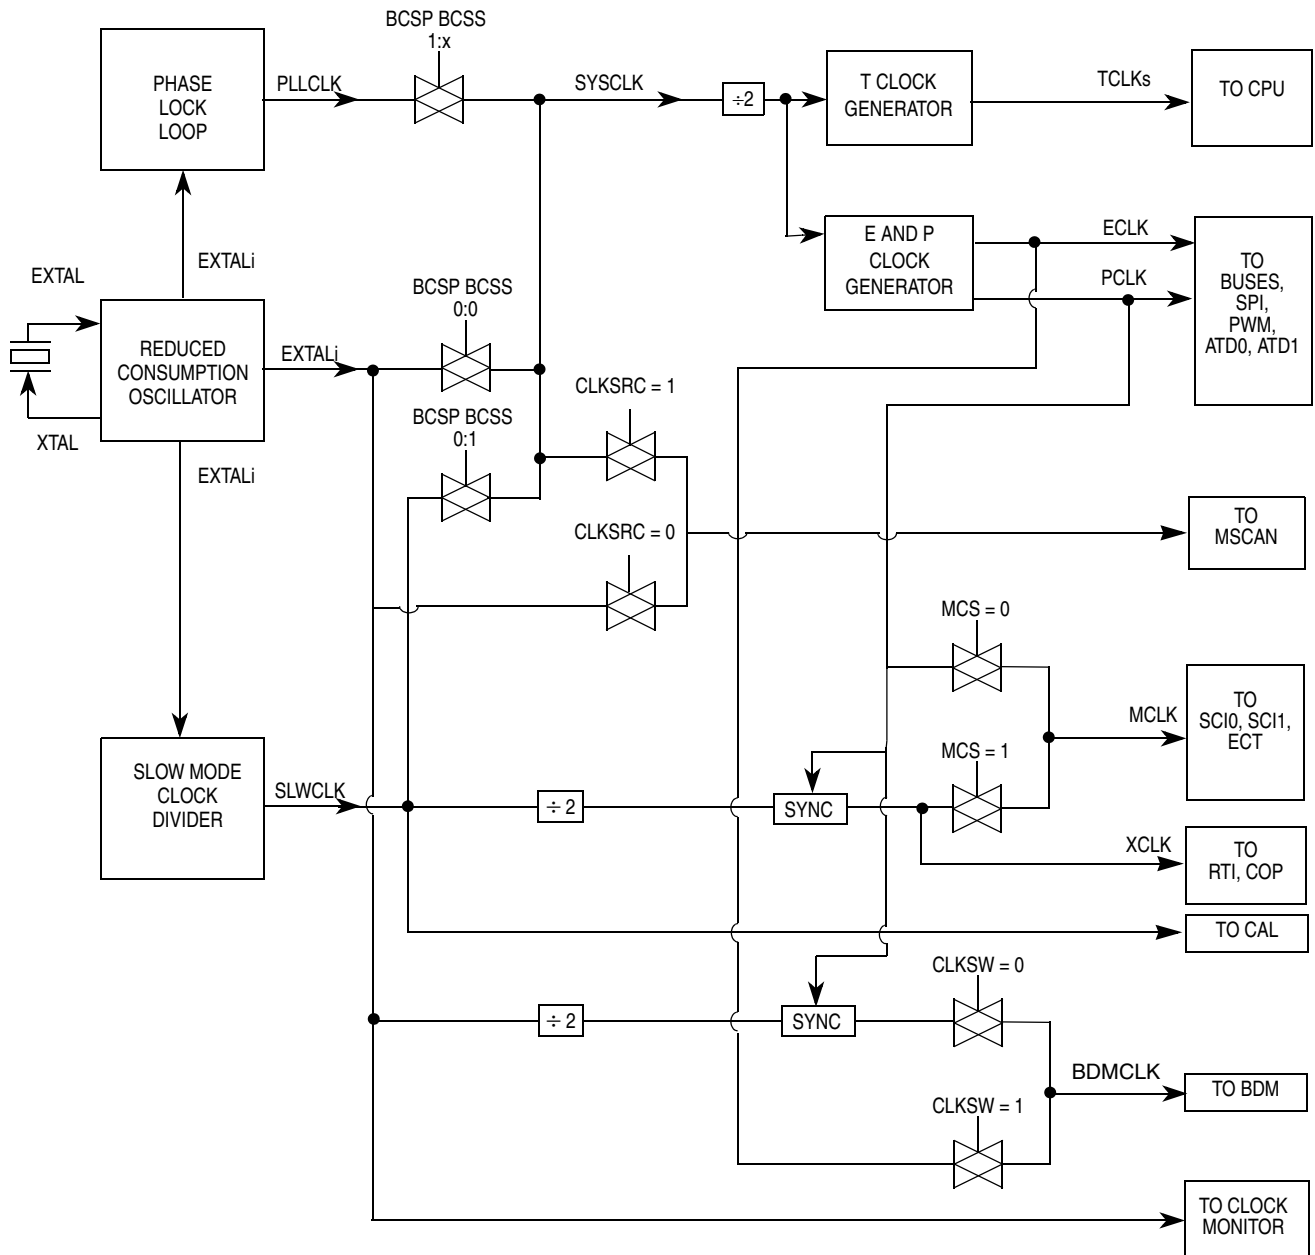 BCSP BCSS
1:x
PHASE
LOCK
LOOP
PLLCLK
SYSCLK
÷2
T CLOCK
GENERATOR
TCLKs
TO CPU
EXTALi
EXTAL
XTAL
REDUCED
CONSUMPTION
OSCILLATOR
EXTALi
BCSP BCSS
0:0
BCSP BCSS
0:1
E AND P
CLOCK
GENERATOR
ECLK
PCLK
TO
BUSES,
SPI,
PWM,
ATD0, ATD1
CLKSRC = 1
CLKSRC = 0
TO
MSCAN
EXTALi
MCS = 0
MCS = 1
MCLK
TO
SCI0, SCI1,
ECT
SLOW MODE
CLOCK
DIVIDER
SLWCLK
÷ 2
SYNC
XCLK
TO
RTI, COP
TO CAL
÷ 2
SYNC
CLKSW = 0
CLKSW = 1
BDMCLK
TO BDM
TO CLOCK
MONITOR